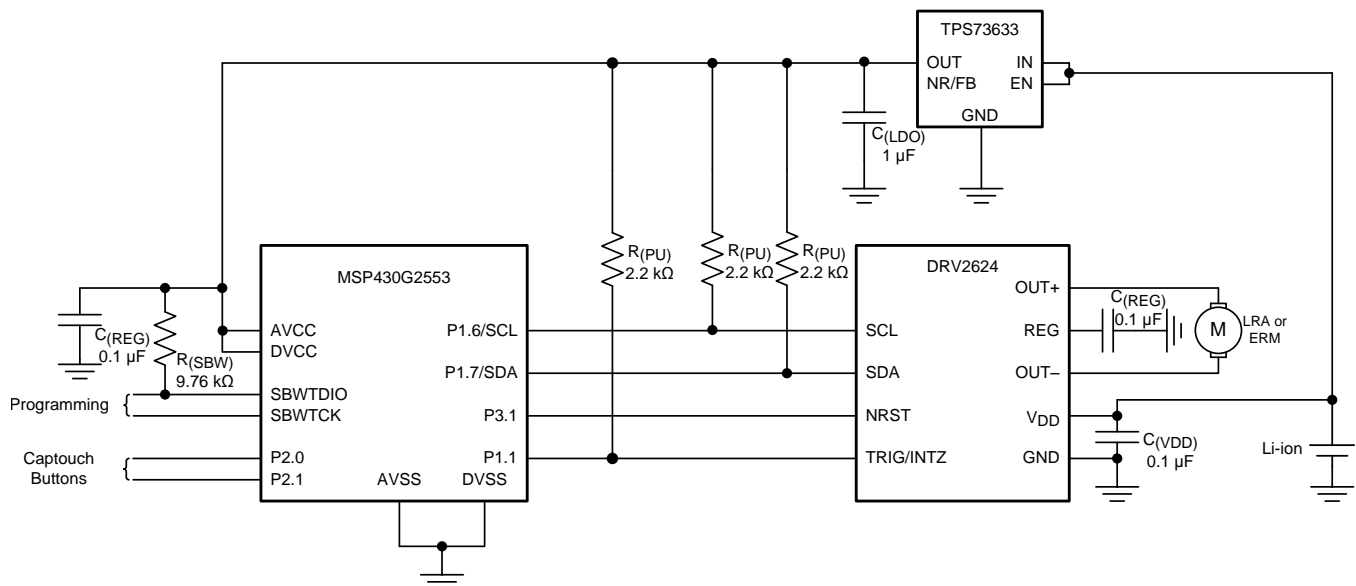 TPS73633
OUT
IN
NR/FB
EN
GND
C(LDO)
1 µF
R(PU)
2.2 kΩ
R(PU)
2.2 kΩ
R(PU)
2.2 kΩ
MSP430G2553
AVCC
DVCC
SBWTDIO
SBWTCK
P2.0
P2.1
AVSS
DVSS
P1.6/SCL
P1.7/SDA
P3.1
P1.1
C(REG)
0.1 µF
R(SBW)
9.76 kΩ
Programming
Captouch
Buttons
DRV2624
SCL
SDA
NRST
TRIG/INTZ
OUT+
REG
OUT–
VDD
GND
C(REG)
0.1 µF
M
LRA or
ERM
C(VDD)
0.1 µF
Li-ion